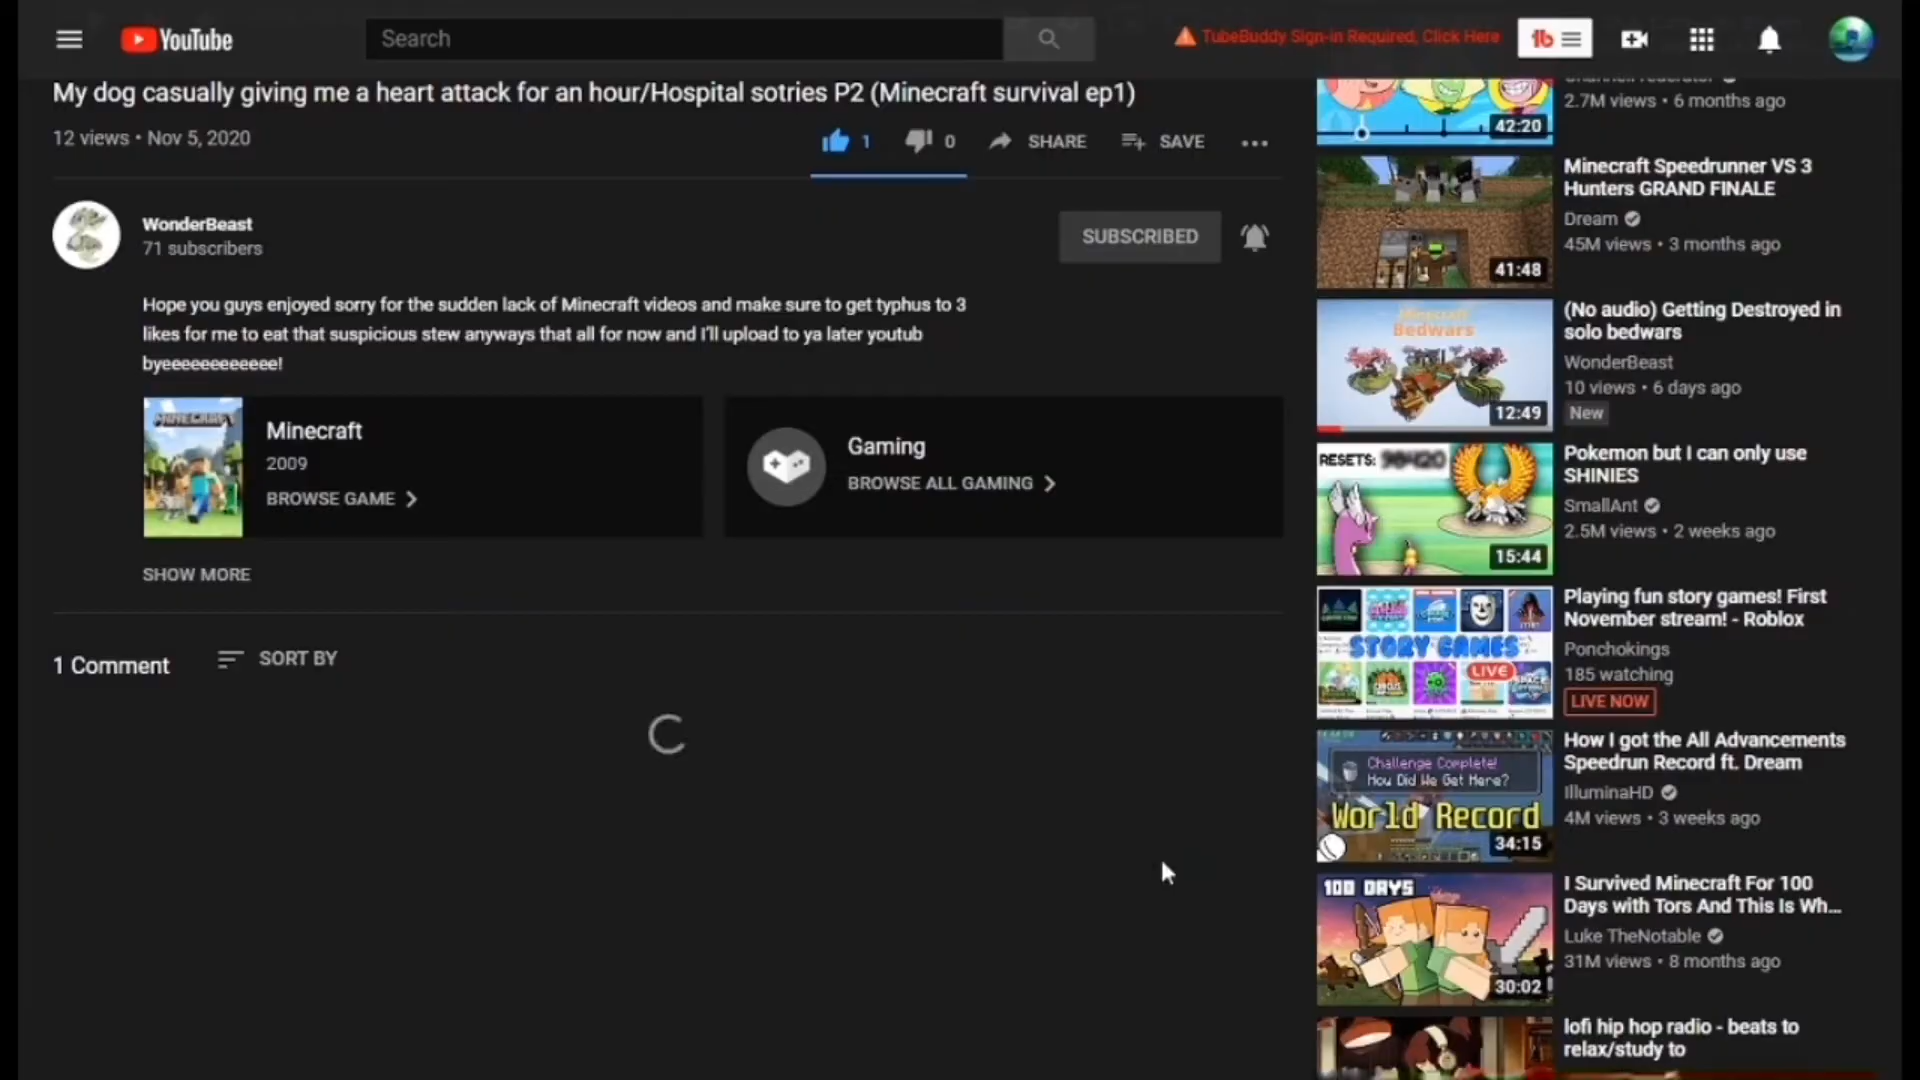 YouTube
Search
TubeBuddy Sign-in Required, Click Here
My dog casually giving me a heart attack for an hour/Hospital sotries P2 (Minecraft survival ep1)
12 views • Nov 5, 2020
1
0
SHARE
SAVE
WonderBeast
71 subscribers
SUBSCRIBED
Hope you guys enjoyed sorry for the sudden lack of Minecraft videos and make sure to get typhus to 3
likes for me to eat that suspicious stew anyways that all for now and I'll upload to ya later youtub
byeeeeeeeeeeee!
MINECRAFT
Minecraft
2009
BROWSE GAME
Gaming
BROWSE ALL GAMING
SHOW MORE
1 Comment
SORT BY
2.7M views • 6 months ago
42:20
Minecraft Speedrunner VS 3
Hunters GRAND FINALE
Dream
45M views • 3 months ago
41:48
Minecraft
Bedwars
(No audio) Getting Destroyed in
solo bedwars
WonderBeast
10 views • 6 days ago
New
12:49
RESETS:
Pokemon but I can only use
SHINIES
SmallAnt
2.5M views • 2 weeks ago
15:44
STORY GAMES
LIVE
Playing fun story games! First
November stream! - Roblox
Ponchokings
185 watching
LIVE NOW
Challenge Complete!
How Did We Get Here?
World Record
34:15
How I got the All Advancements
Speedrun Record ft. Dream
IlluminaHD
4M views • 3 weeks ago
100 DAYS
30:02
I Survived Minecraft For 100
Days with Tors And This Is Wh...
Luke TheNotable
31M views • 8 months ago
lofi hip hop radio - beats to
relax/study to